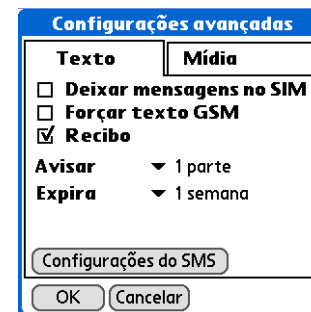 Configurações avançadas
Texto Mídia
Deixar mensagens no SIM
Forçar texto GSM
Recibo
Avisar 1 parte
Expira 1 semana
Configurações do SMS
OK Cancelar